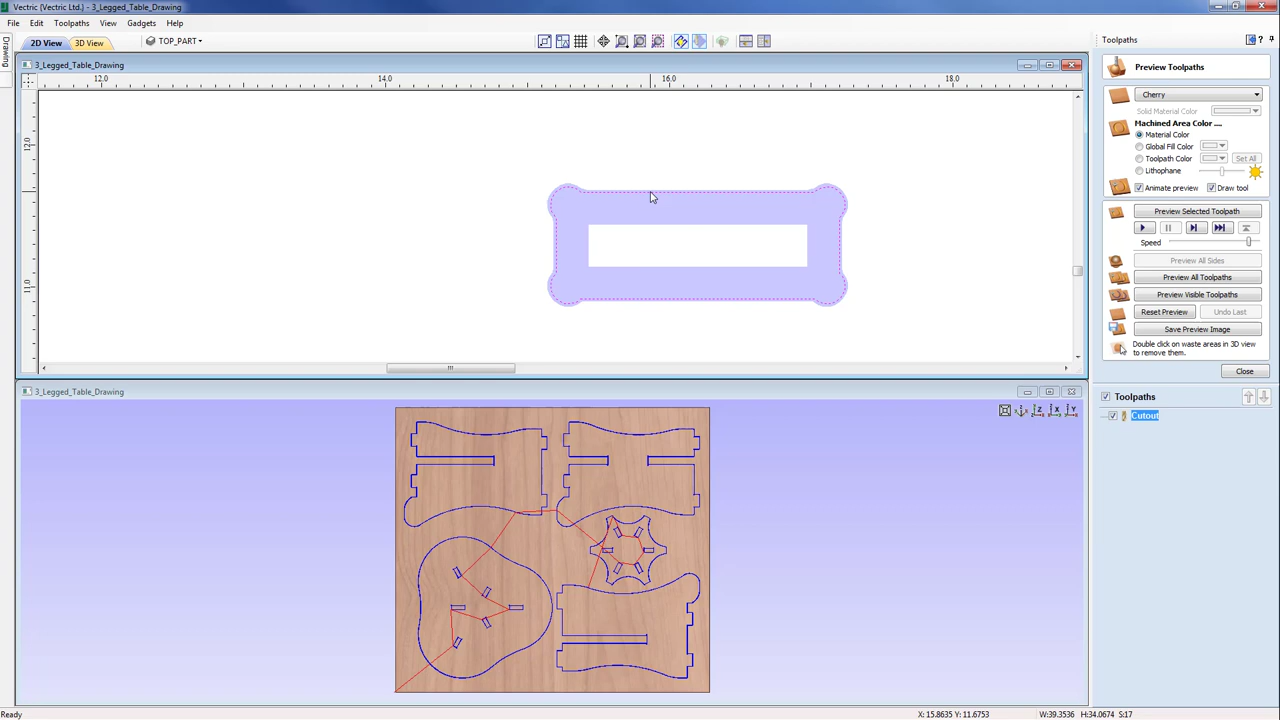 Vectric (Vectric Ltd.) - 3_Legged_Table_Drawing
File Edit Toolpaths View Gadgets Help
2D View 3D View TOP_PART
Drawing
3_Legged_Table_Drawing
12.0 14.0 16.0 18.0
12.0
11.0
3_Legged_Table_Drawing
Z X Y
Toolpaths
Preview Toolpaths
Cherry
Solid Material Color
Machined Area Color ....
Material Color
Global Fill Color
Toolpath Color Set All
Lithophane
Animate preview Draw tool
Preview Selected Toolpath
Speed
Preview All Sides
Preview All Toolpaths
Preview Visible Toolpaths
Reset Preview Undo Last
Save Preview Image
Double click on waste areas in 3D view
to remove them.
Close
Toolpaths
Cutout
Ready X: 15.8635 Y: 11.6753 W:39.3536 H:34.0674 S:17